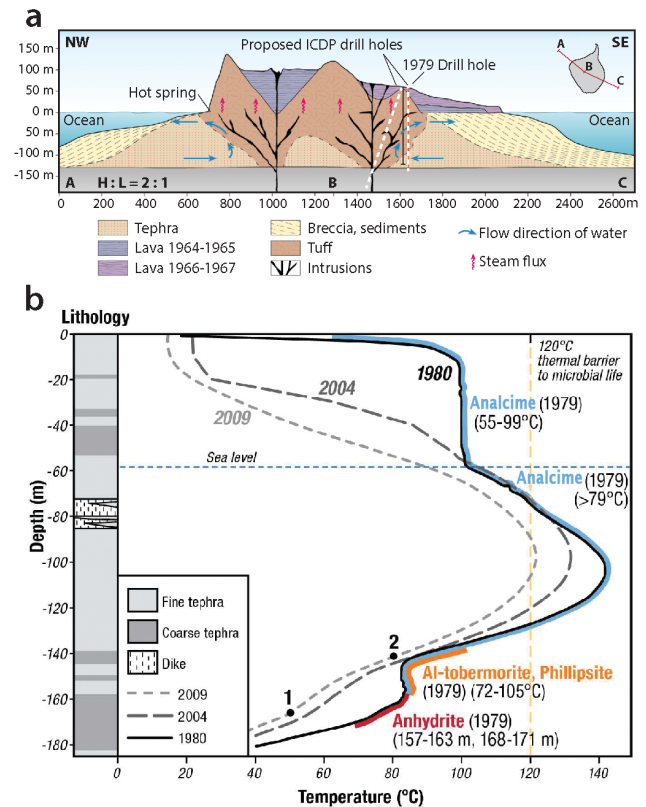 a
NW
SE
Proposed ICDP drill holes
1979 Drill hole
Hot spring
A
B
C
150 m
100 m
50 m
0 m
-50 m
-100 m
-150 m
Ocean
Ocean
A H : L = 2 : 1 B C
0 200 400 600 800 1000 1200 1400 1600 1800 2000 2200 2400 2600m
Tephra
Breccia, sediments
Flow direction of water
Lava 1964-1965
Tuff
Steam flux
Lava 1966-1967
Intrusions
b
Lithology
0
-20
-40
-60
-80
-100
-120
-140
-160
-180
Depth (m)
120°C
thermal barrier
to microbial life
1980
2004
2009
Analcime (1979)
(55-99°C)
Sea level
Analcime (1979)
(>79°C)
Fine tephra
Coarse tephra
Dike
2009
2004
1980
2
1
Al-tobermorite, Phillipsite
(1979) (72-105°C)
Anhydrite (1979)
(157-163 m, 168-171 m)
0 20 40 60 80 100 120 140
Temperature (°C)